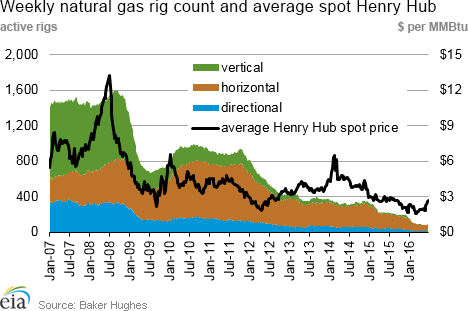 Weekly natural gas rig count and average spot Henry Hub
active rigs $ per MMBtu
2,000 $15
1,600 $12
1,200 $9
800 $6
400 $3
0 $0
vertical
horizontal
directional
average Henry Hub spot price
Jan-07 Jul-07 Jan-08 Jul-08 Jan-09 Jul-09 Jan-10 Jul-10 Jan-11 Jul-11 Jan-12 Jul-12 Jan-13 Jul-13 Jan-14 Jul-14 Jan-15 Jul-15 Jan-16
eia Source: Baker Hughes